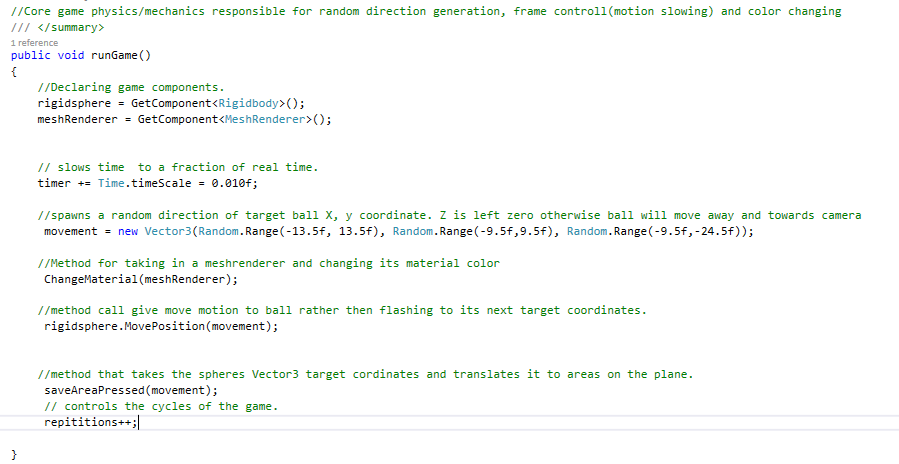 //Core game physics/mechanics responsible for random direction generation, frame controll(motion slowing) and color changing
/// </summary>
1 reference
public void runGame()
{
//Declaring game components.
rigidsphere = GetComponent<Rigidbody>();
meshRenderer = GetComponent<MeshRenderer>();
// slows time  to a fraction of real time.
timer += Time.timeScale = 0.010f;
//spawns a random direction of target ball X, y coordinate. Z is left zero otherwise ball will move away and towards camera
movement = new Vector3(Random.Range(-13.5f, 13.5f), Random.Range(-9.5f,9.5f), Random.Range(-9.5f,-24.5f));
//Method for taking in a meshrenderer and changing its material color
ChangeMaterial(meshRenderer);
//method call give move motion to ball rather then flashing to its next target coordinates.
rigidsphere.MovePosition(movement);
//method that takes the spheres Vector3 target cordinates and translates it to areas on the plane.
saveAreaPressed(movement);
// controls the cycles of the game.
repititions++;
}